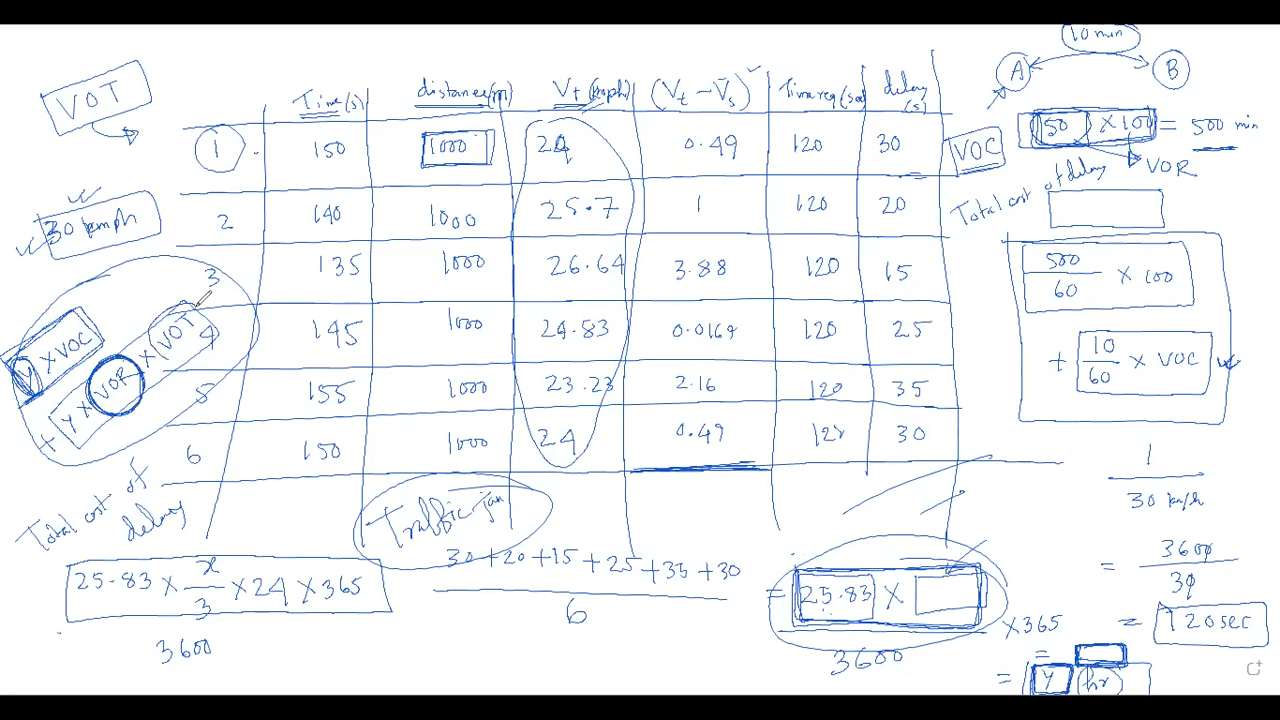 VOT
Time(s) distance(m) Vt (kmph) (Vt − V̄s)² Time req (sec) delay (s)
1 150 1000 24 0.49 120 30
2 140 1000 25.7 1 120 20
3 135 1000 26.64 3.88 120 15
4 145 1000 24.83 0.0169 120 25
5 155 1000 23.23 2.16 120 35
6 150 1000 24 0.49 120 30
30 kmph
Y × VOC
+ Y × VOR × (VOT)
Total cost of delay
25.83 × x/3 × 24 × 365
3600
Traffic Jam
30 + 20 + 15 + 25 + 35 + 30
6
= 25.83 ×
3600
× 365
=
= Y (hr)
10 min
A B
× 100 = 500 min
VOR
VOC
Total cost of delay
500
60
× 100
+ 10/60 × VOC
1
30 km/h
= 3600
30
= 120 sec